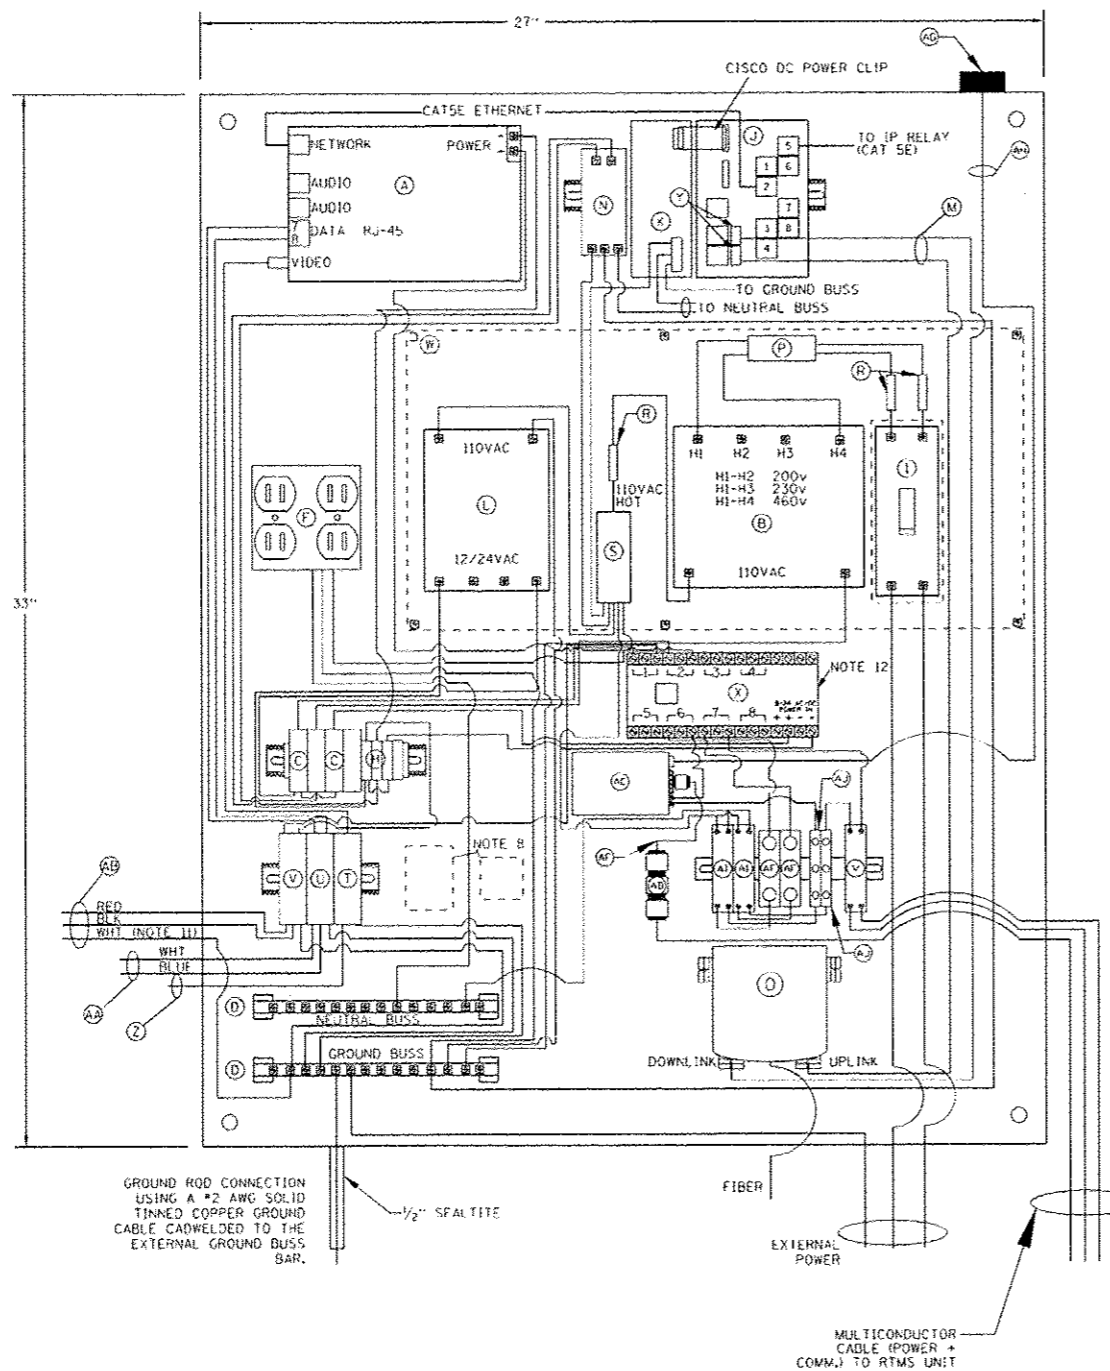 27"
AG
CISCO DC POWER CLIP
33"
CAT5E ETHERNET
NETWORK
POWER
A
AUDIO
AUDIO
7
8
DATA RJ-45
VIDEO
N
K
Y
J
5
1
6
2
7
3
8
4
TO IP RELAY
(CAT 5E)
M
TO GROUND BUSS
TO NEUTRAL BUSS
W
P
R
R
110VAC
L
12/24VAC
110VAC
HOT
S
H1
H2
H3
H4
H1-H2 200v
H1-H3 230v
H1-H4 460v
B
110VAC
I
F
1
2
3
4
X
5
6
7
8
POWER IN
+ + - -
NOTE 12
C
C
H
AE
AJ
AF
AD
AI
AI
AF
AF
V
AJ
NOTE 8
V
U
T
AB
RED
BLK
WHT (NOTE 11)
WHT
BLUE
AA
Z
D
NEUTRAL BUSS
D
GROUND BUSS
O
DOWNLINK
UPLINK
GROUND ROD CONNECTION
USING A #2 AWG SOLID
TINNED COPPER GROUND
CABLE CADWELDED TO THE
EXTERNAL GROUND BUSS
BAR.
1/2" SEALTITE
FIBER
EXTERNAL
POWER
MULTICONDUCTOR
CABLE (POWER +
COMM.) TO RTMS UNIT